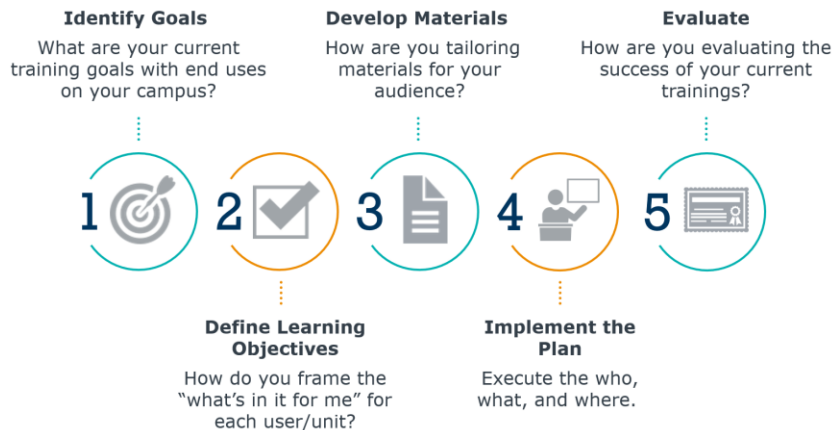 Identify Goals
What are your current
training goals with end uses
on your campus?
Develop Materials
How are you tailoring
materials for your
audience?
Evaluate
How are you evaluating the
success of your current
trainings?
1
2
3
4
5
Define Learning
Objectives
How do you frame the
“what’s in it for me” for
each user/unit?
Implement the
Plan
Execute the who,
what, and where.